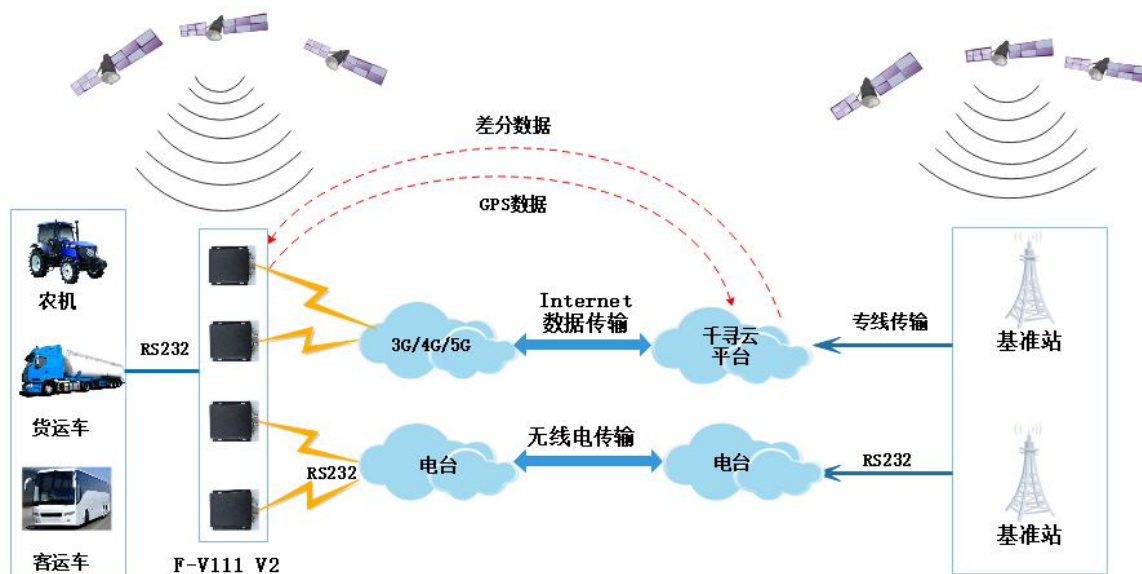 差分数据
GPS数据
农机
RS232
货运车
客运车
F-V111 V2
3G/4G/5G
Internet
数据传输
千寻云
平台
专线传输
基准站
RS232
电台
无线电传输
电台
RS232
基准站